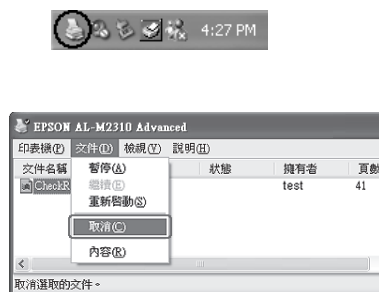 4:27 PM
EPSON AL-M2310 Advanced
印表機(P) 文件(D) 檢視(V) 說明(H)
文件名稱 狀態 擁有者 頁數
CheckR test 41
暫停(A)
繼續(E)
重新啟動(S)
取消(C)
內容(R)
取消選取的文件。